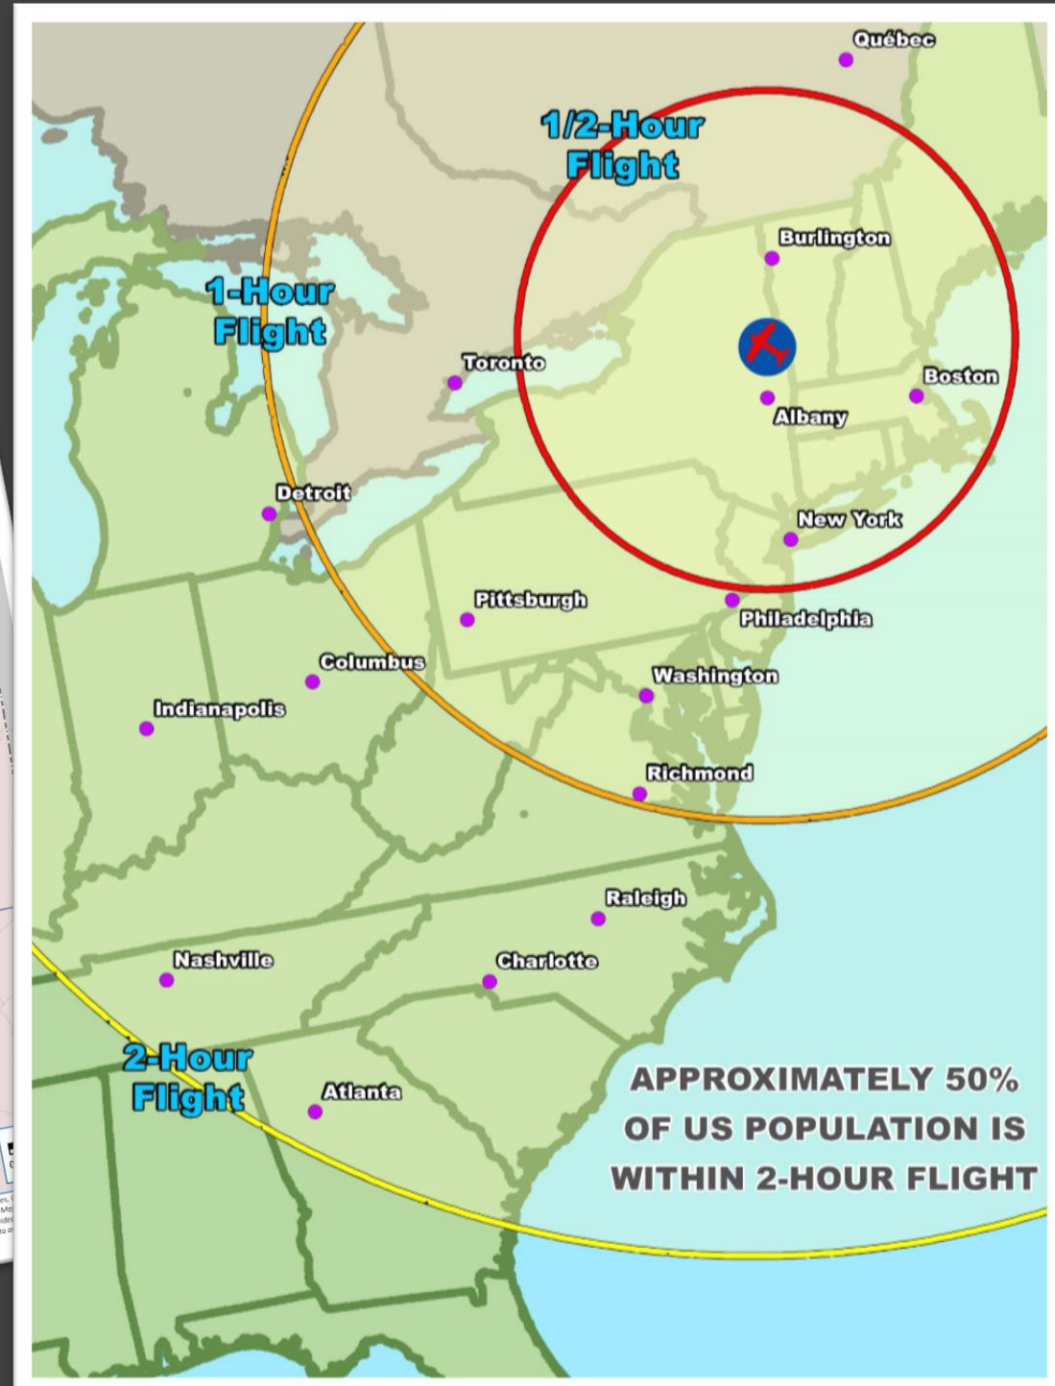 Québec
1/2-Hour
Flight
Burlington
1-Hour
Flight
Toronto
Boston
Albany
Detroit
New York
Pittsburgh
Philadelphia
Columbus
Washington
Indianapolis
Richmond
Raleigh
Nashville
Charlotte
2-Hour
Flight
Atlanta
APPROXIMATELY 50%
OF US POPULATION IS
WITHIN 2-HOUR FLIGHT